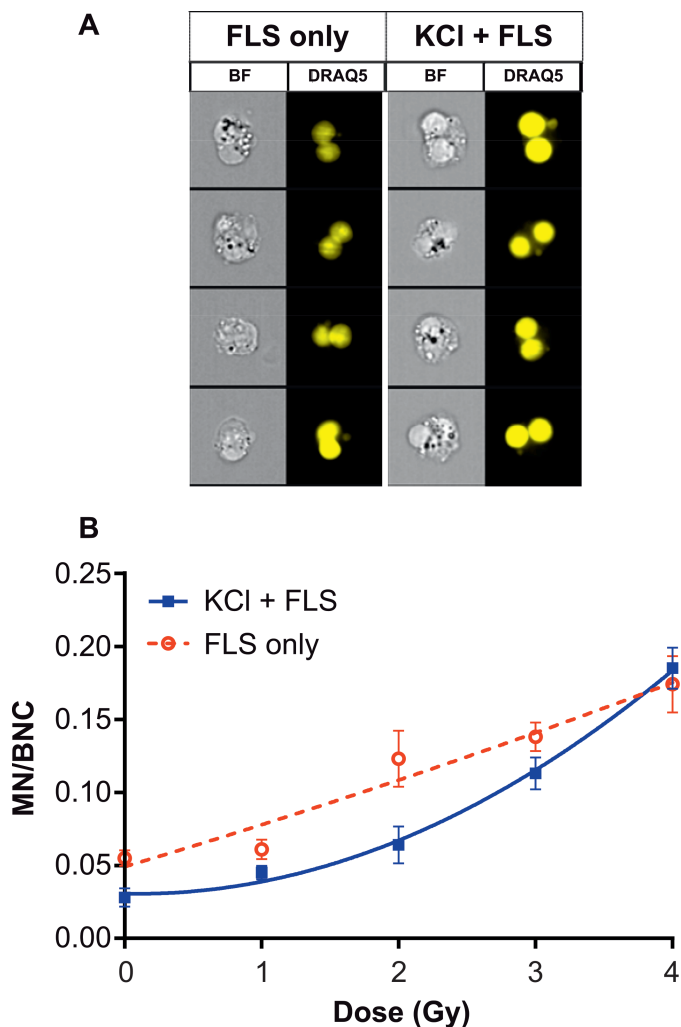 A
FLS only KCl + FLS
BF DRAQ5 BF DRAQ5
B
0.25
KCl + FLS
FLS only
0.20
0.15
0.10
0.05
0.00
MN/BNC
0 1 2 3 4
Dose (Gy)